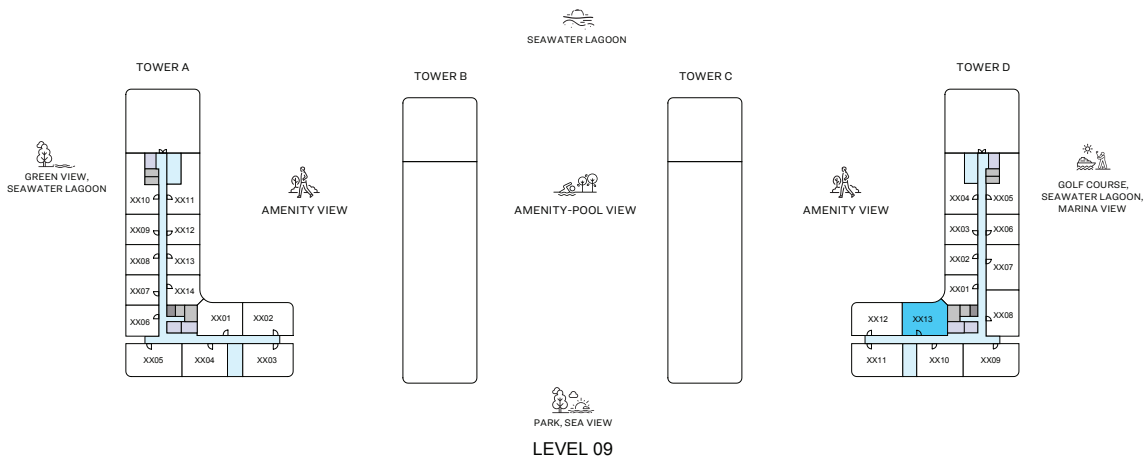 SEAWATER LAGOON
TOWER A
TOWER B
TOWER C
TOWER D
GREEN VIEW,
SEAWATER LAGOON
AMENITY VIEW
AMENITY-POOL VIEW
AMENITY VIEW
GOLF COURSE,
SEAWATER LAGOON,
MARINA VIEW
XX10
XX11
XX09
XX12
XX08
XX13
XX07
XX14
XX06
XX01
XX02
XX05
XX04
XX03
XX04
XX05
XX03
XX06
XX02
XX07
XX01
XX12
XX13
XX08
XX11
XX10
XX09
PARK, SEA VIEW
LEVEL 09